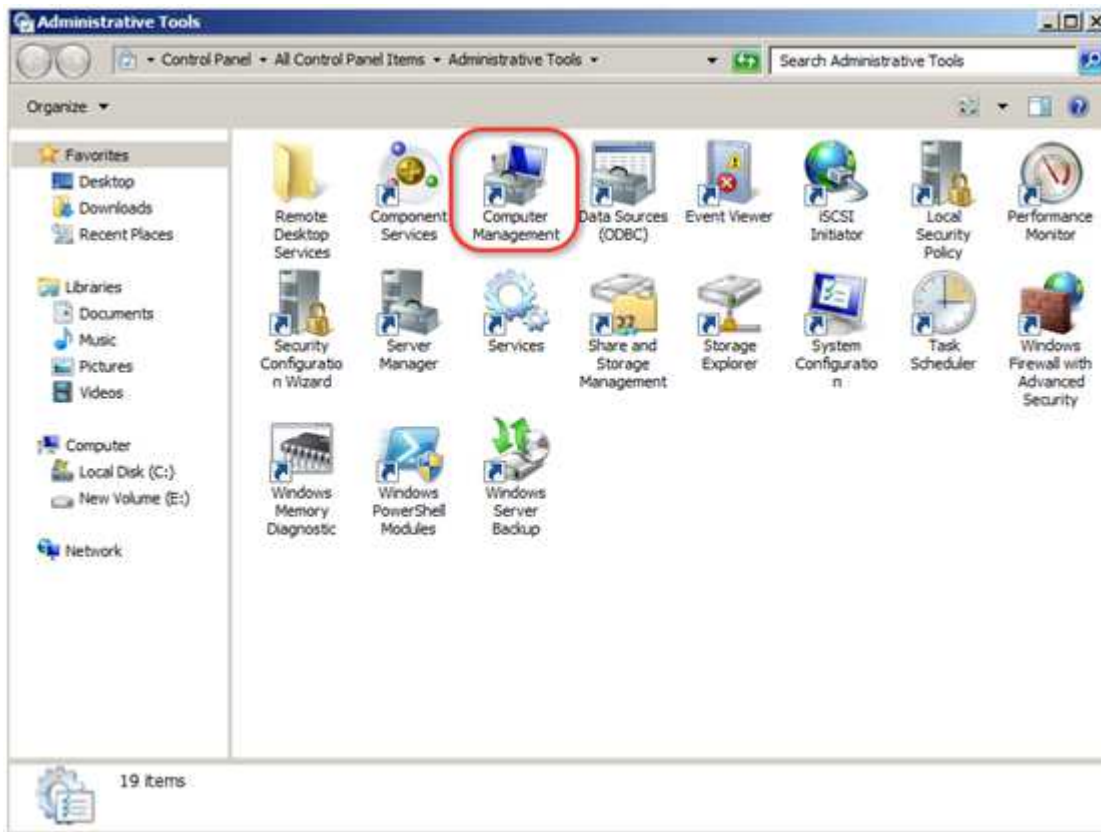 Administrative Tools
Control Panel All Control Panel Items Administrative Tools
Search Administrative Tools
Organize
Favorites
Desktop
Downloads
Recent Places
Libraries
Documents
Music
Pictures
Videos
Computer
Local Disk (C:)
New Volume (E:)
Network
Remote
Desktop
Services
Component
Services
Computer
Management
Data Sources
(ODBC)
Event Viewer
iSCSI
Initiator
Local
Security
Policy
Performance
Monitor
Security
Configuratio
n Wizard
Server
Manager
Services
Share and
Storage
Management
Storage
Explorer
System
Configuratio
n
Task
Scheduler
Windows
Firewall with
Advanced
Security
Windows
Memory
Diagnostic
Windows
PowerShell
Modules
Windows
Server
Backup
19 items